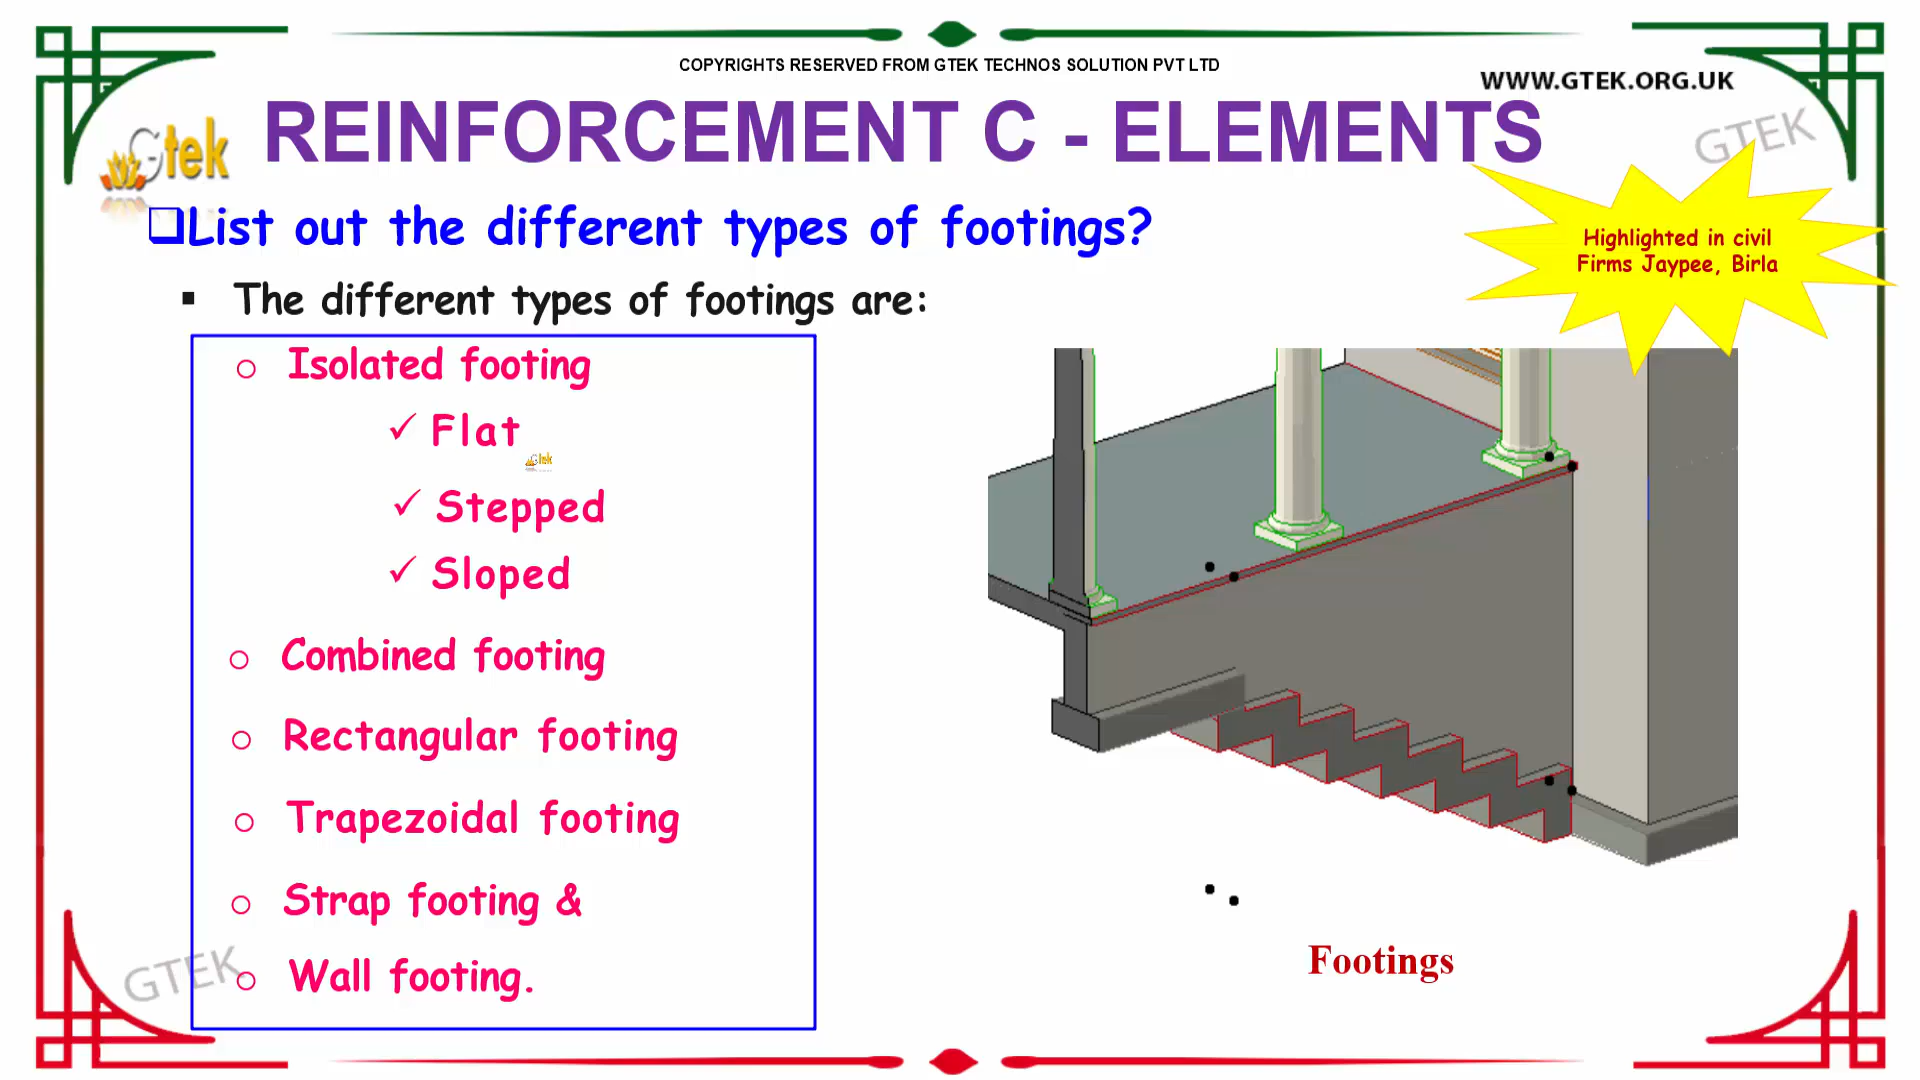 COPYRIGHTS RESERVED FROM GTEK TECHNOS SOLUTION PVT LTD
WWW.GTEK.ORG.UK
Gtek
REINFORCEMENT C - ELEMENTS
GTEK
List out the different types of footings?
Highlighted in civil
Firms Jaypee, Birla
The different types of footings are:
Isolated footing
Flat
Gtek
Stepped
Sloped
Combined footing
Rectangular footing
Trapezoidal footing
Strap footing &
Wall footing.
GTEK
Footings